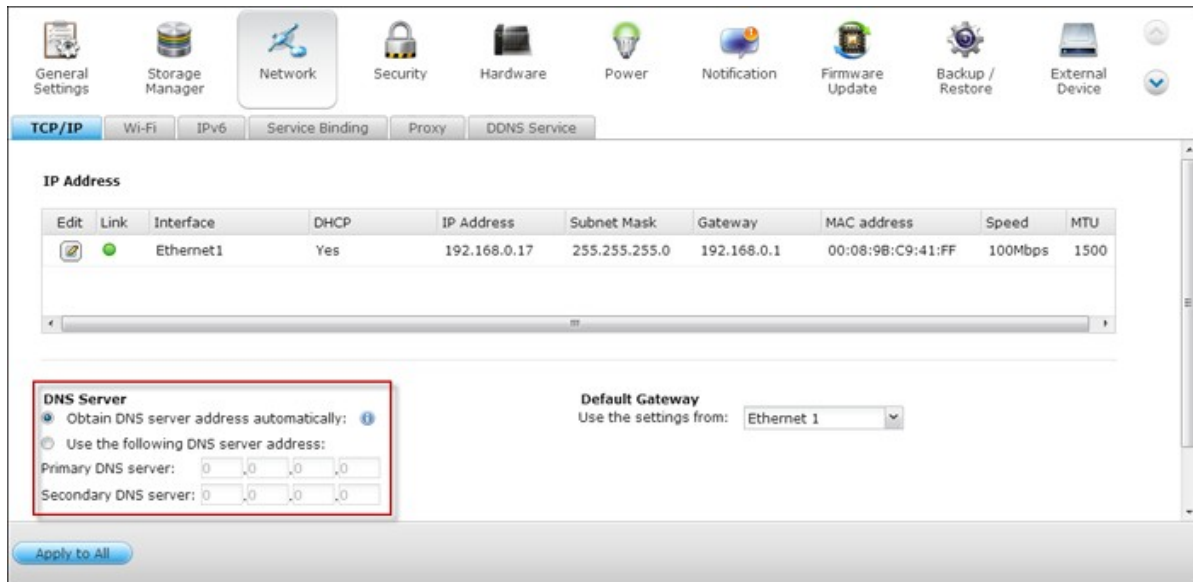 General Settings
Storage Manager
Network
Security
Hardware
Power
Notification
Firmware Update
Backup / Restore
External Device
TCP/IP
Wi-Fi
IPv6
Service Binding
Proxy
DDNS Service
IP Address
Edit Link Interface DHCP IP Address Subnet Mask Gateway MAC address Speed MTU
Ethernet1 Yes 192.168.0.17 255.255.255.0 192.168.0.1 00:08:9B:C9:41:FF 100Mbps 1500
DNS Server
Obtain DNS server address automatically:
Use the following DNS server address:
Primary DNS server: 0 .0 .0 .0
Secondary DNS server: 0 .0 .0 .0
Default Gateway
Use the settings from: Ethernet 1
Apply to All